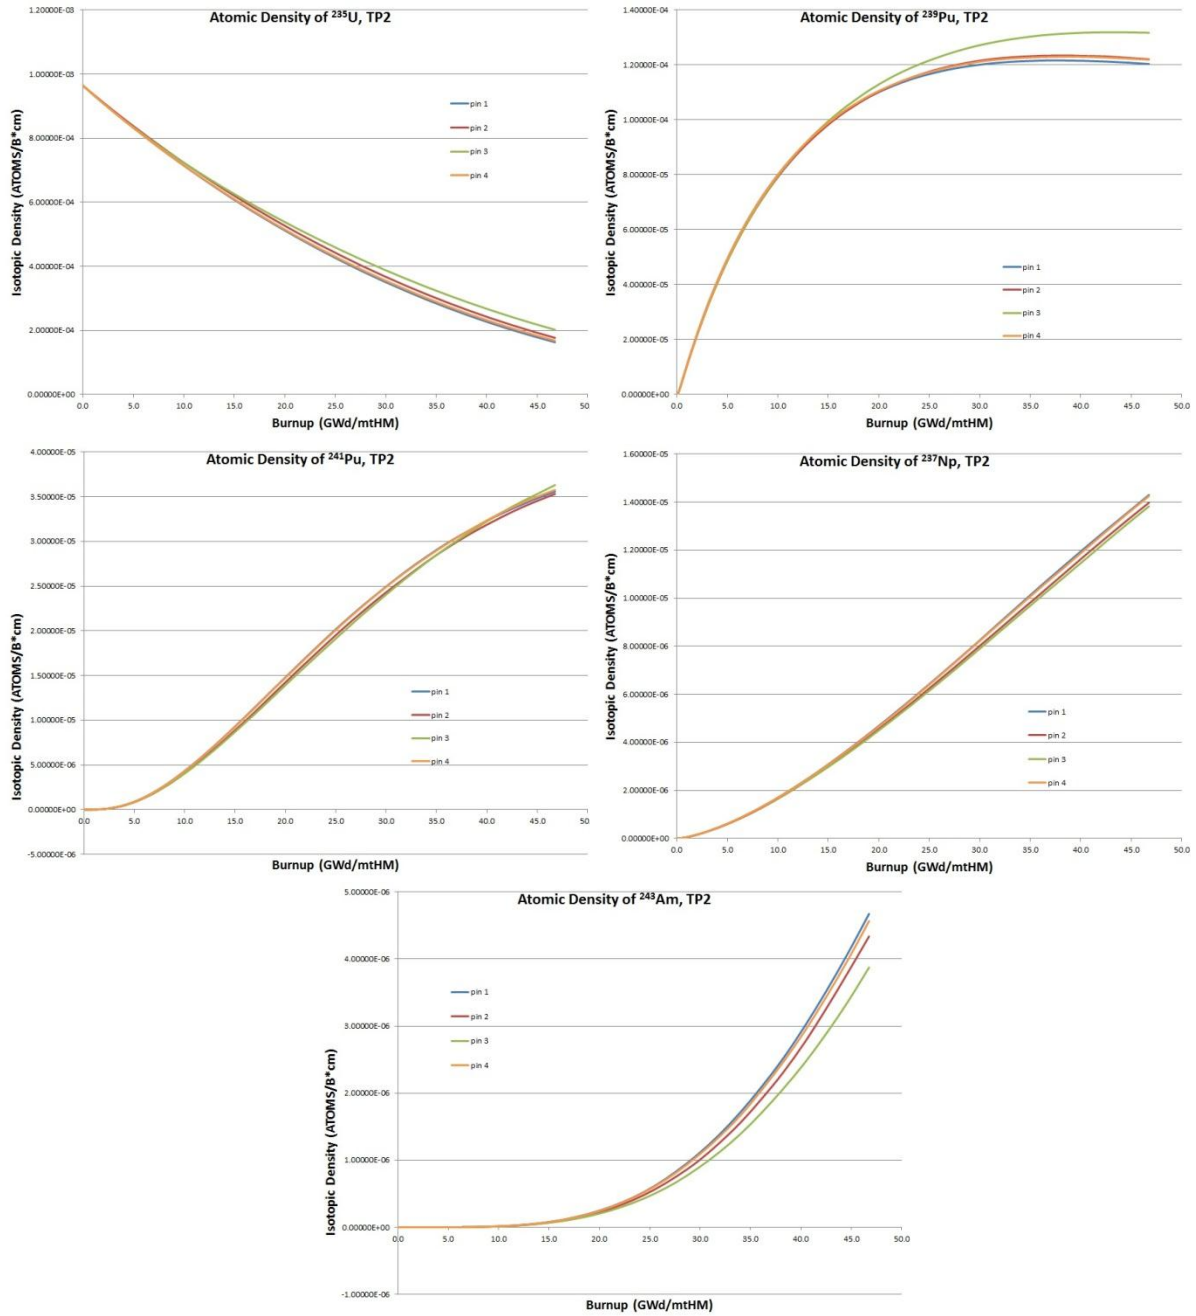 Atomic Density of ²³⁵U, TP2
1.20000E-03
1.00000E-03
8.00000E-04
6.00000E-04
4.00000E-04
2.00000E-04
0.00000E+00
Isotopic Density (ATOMS/B*cm)
pin 1
pin 2
pin 3
pin 4
0.0 5.0 10.0 15.0 20.0 25.0 30.0 35.0 40.0 45.0 50.
Burnup (GWd/mtHM)
Atomic Density of ²³⁹Pu, TP2
1.40000E-04
1.20000E-04
1.00000E-04
8.00000E-05
6.00000E-05
4.00000E-05
2.00000E-05
0.00000E+00
Isotopic Density (ATOMS/B*cm)
pin 1
pin 2
pin 3
pin 4
0.0 5.0 10.0 15.0 20.0 25.0 30.0 35.0 40.0 45.0 50.0
Burnup (GWd/mtHM)
Atomic Density of ²⁴¹Pu, TP2
4.00000E-05
3.50000E-05
3.00000E-05
2.50000E-05
2.00000E-05
1.50000E-05
1.00000E-05
5.00000E-06
0.00000E+00
-5.00000E-06
Isotopic Density (ATOMS/B*cm)
pin 1
pin 2
pin 3
pin 4
0.0 5.0 10.0 15.0 20.0 25.0 30.0 35.0 40.0 45.0 50.
Burnup (GWd/mtHM)
Atomic Density of ²³⁷Np, TP2
1.60000E-05
1.40000E-05
1.20000E-05
1.00000E-05
8.00000E-06
6.00000E-06
4.00000E-06
2.00000E-06
0.00000E+00
Isotopic Density (ATOMS/B*cm)
pin 1
pin 2
pin 3
pin 4
0.0 5.0 10.0 15.0 20.0 25.0 30.0 35.0 40.0 45.0 50.0
Burnup (GWd/mtHM)
Atomic Density of ²⁴³Am, TP2
5.00000E-06
4.00000E-06
3.00000E-06
2.00000E-06
1.00000E-06
0.00000E+00
-1.00000E-06
Isotopic Density (ATOMS/B*cm)
pin 1
pin 2
pin 3
pin 4
0.0 5.0 10.0 15.0 20.0 25.0 30.0 35.0 40.0 45.0 50.0
Burnup (GWd/mtHM)